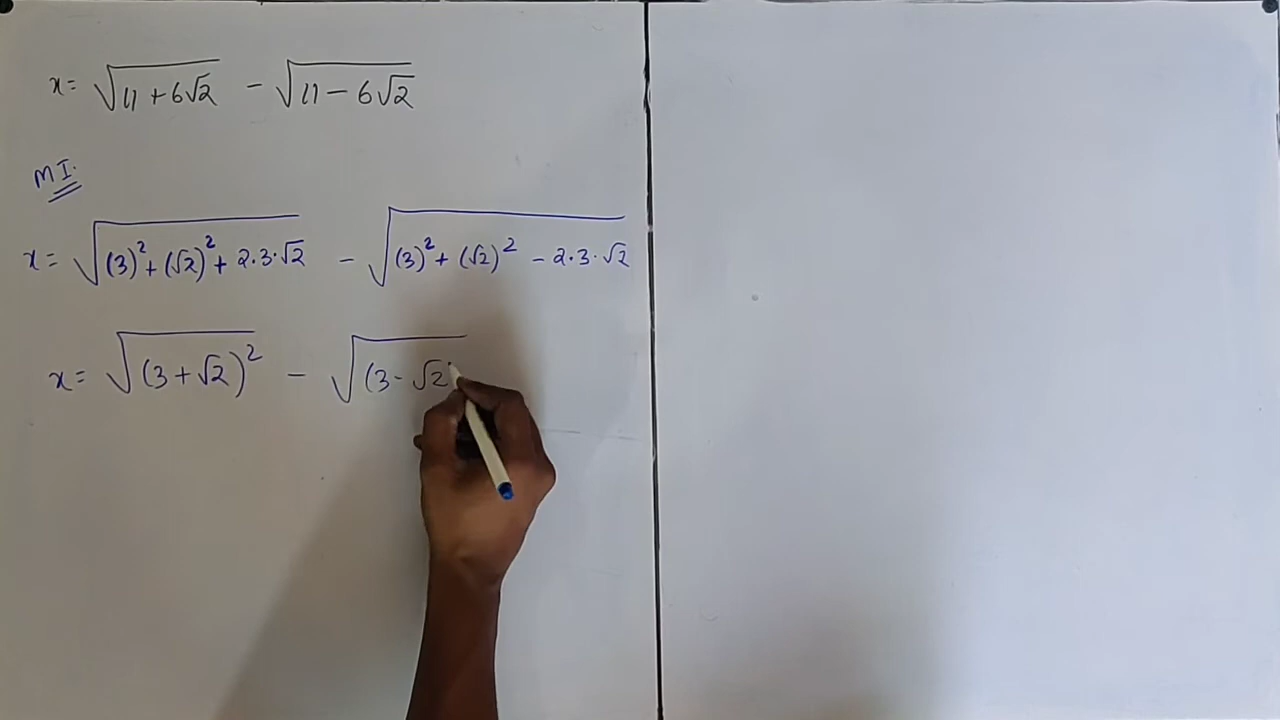 x = √(11 + 6√2) - √(11 - 6√2)
M I.
x = √((3)² + (√2)² + 2·3·√2) - √((3)² + (√2)² - 2·3·√2)
x = √((3 + √2)²) - √(3 - √2